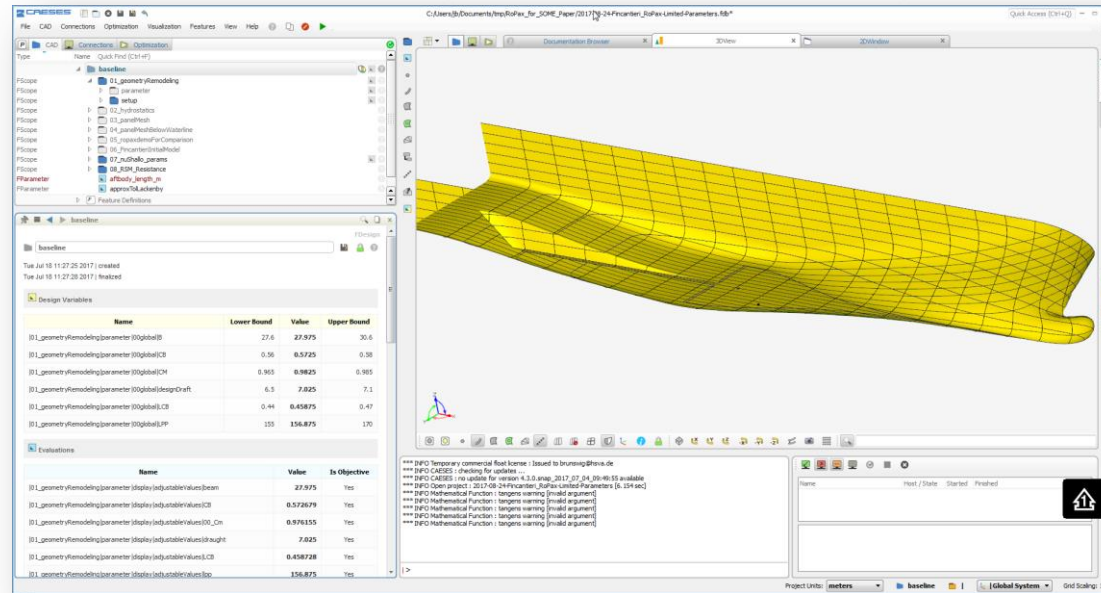 CAESES
C:/Users/jb/Documents/tmp/RoPax_for_SOME_Paper/2017-08-24-Fincantieri_RoPax-Limited-Parameters.fdb*
Quick Access (Ctrl+Q)
File CAD Connections Optimization Visualization Features View Help
CAD Connections Optimization
Documentation Browser
3DView
3DWindow
Type Name Quick Find (Ctrl+F)
baseline
FScope 01_geometryRemodeling
FScope parameter
FScope setup
FScope 02_hydrostatics
FScope 03_panelMesh
FScope 04_panelMeshBelowWaterline
FScope 05_ropaxdemoForComparison
FScope 06_FincantieriInitialModel
FScope 07_nuShallo_params
FScope 08_RSM_Resistance
FParameter aftbody_length_m
FParameter approxTolLackenby
Feature Definitions
baseline
FDesign
baseline
Tue Jul 18 11:27:25 2017 | created
Tue Jul 18 11:27:28 2017 | finalized
Design Variables
Name Lower Bound Value Upper Bound
|01_geometryRemodeling|parameter|00global|B 27.6 27.975 30.6
|01_geometryRemodeling|parameter|00global|CB 0.56 0.5725 0.58
|01_geometryRemodeling|parameter|00global|CM 0.965 0.9825 0.985
|01_geometryRemodeling|parameter|00global|designDraft 6.5 7.025 7.1
|01_geometryRemodeling|parameter|00global|LCB 0.44 0.45875 0.47
|01_geometryRemodeling|parameter|00global|LPP 155 156.875 170
Evaluations
Name Value Is Objective
|01_geometryRemodeling|parameter|display|adjustableValues|beam 27.975 Yes
|01_geometryRemodeling|parameter|display|adjustableValues|CB 0.572679 Yes
|01_geometryRemodeling|parameter|display|adjustableValues|00_Cm 0.976155 Yes
|01_geometryRemodeling|parameter|display|adjustableValues|draught 7.025 Yes
|01_geometryRemodeling|parameter|display|adjustableValues|LCB 0.458728 Yes
|01_geometryRemodeling|parameter|display|adjustableValues|lpp 156.875 Yes
*** INFO Temporary commercial float license : Issued to brunswig@hsva.de
*** INFO CAESES : checking for updates ...
*** INFO CAESES : no update for version 4.3.0.snap_2017_07_04_09:49:55 available
*** INFO Open project : 2017-08-24-Fincantieri_RoPax-Limited-Parameters [6.154 sec]
*** INFO Mathematical Function : tangens warning [invalid argument]
*** INFO Mathematical Function : tangens warning [invalid argument]
*** INFO Mathematical Function : tangens warning [invalid argument]
*** INFO Mathematical Function : tangens warning [invalid argument]
*** INFO Mathematical Function : tangens warning [invalid argument]
|>
Name Host / State Started Finished
Project Units: meters baseline | |Global System Grid Scaling: